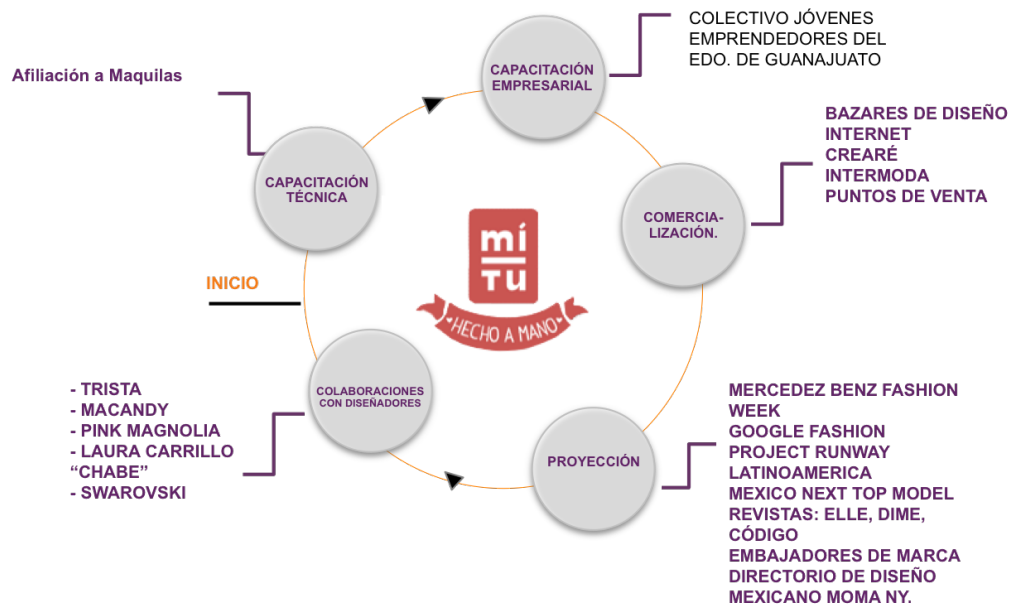 COLECTIVO JÓVENES
EMPRENDEDORES DEL
EDO. DE GUANAJUATO
CAPACITACIÓN
EMPRESARIAL
Afiliación a Maquilas
CAPACITACIÓN
TÉCNICA
BAZARES DE DISEÑO
INTERNET
CREARÉ
INTERMODA
PUNTOS DE VENTA
COMERCIA-
LIZACIÓN.
mí
TU
HECHO A MANO
INICIO
COLABORACIONES
CON DISEÑADORES
- TRISTA
- MACANDY
- PINK MAGNOLIA
- LAURA CARRILLO
“CHABE”
- SWAROVSKI
PROYECCIÓN
MERCEDEZ BENZ FASHION
WEEK
GOOGLE FASHION
PROJECT RUNWAY
LATINOAMERICA
MEXICO NEXT TOP MODEL
REVISTAS: ELLE, DIME,
CÓDIGO
EMBAJADORES DE MARCA
DIRECTORIO DE DISEÑO
MEXICANO MOMA NY.